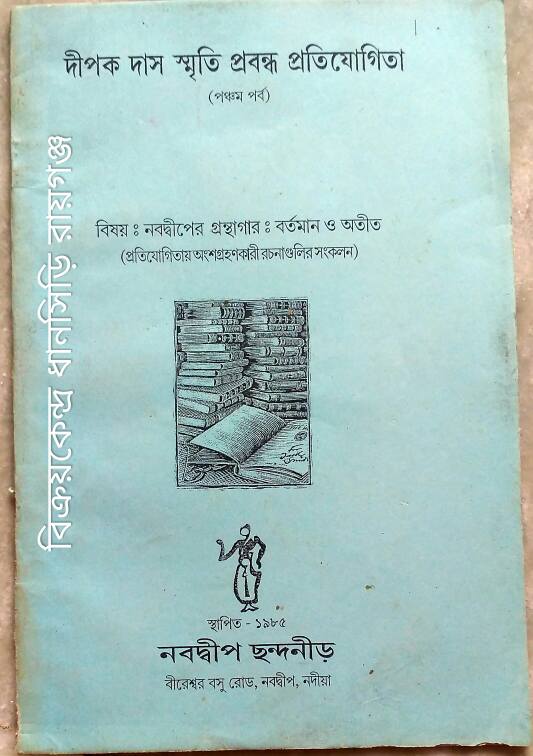 দীপক দাস স্মৃতি প্রবন্ধ প্রতিযোগিতা
(পঞ্চম পর্ব)
বিষয় ঃ নবদ্বীপের গ্রন্থাগার ঃ বর্তমান ও অতীত
(প্রতিযোগিতায় অংশগ্রহণকারী রচনাগুলির সংকলন)
স্থাপিত - ১৯৮৫
নবদ্বীপ ছন্দনীড়
বীরেশ্বর বসু রোড, নবদ্বীপ, নদীয়া
বিক্রয়কেন্দ্র ধানসিড়ি রায়গঞ্জ